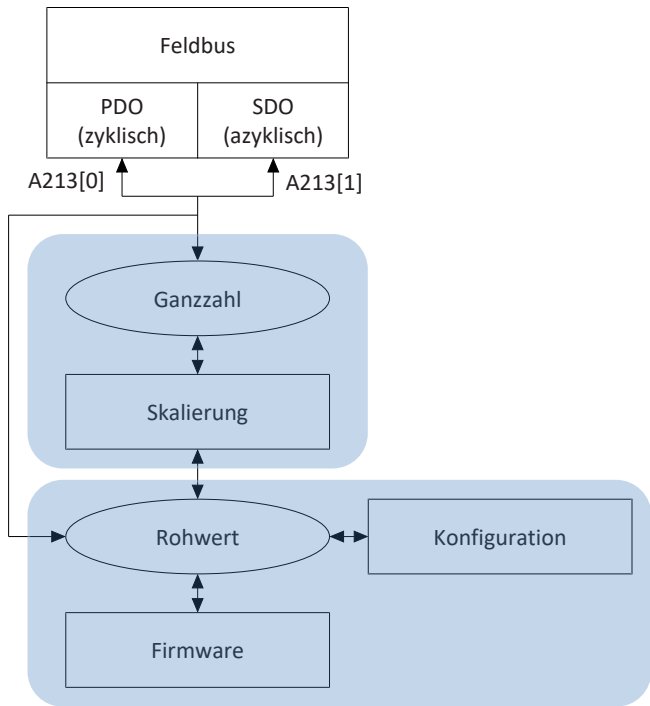 Feldbus
PDO
(zyklisch)
SDO
(azyklisch)
A213[0]
A213[1]
Ganzzahl
Skalierung
Rohwert
Konfiguration
Firmware